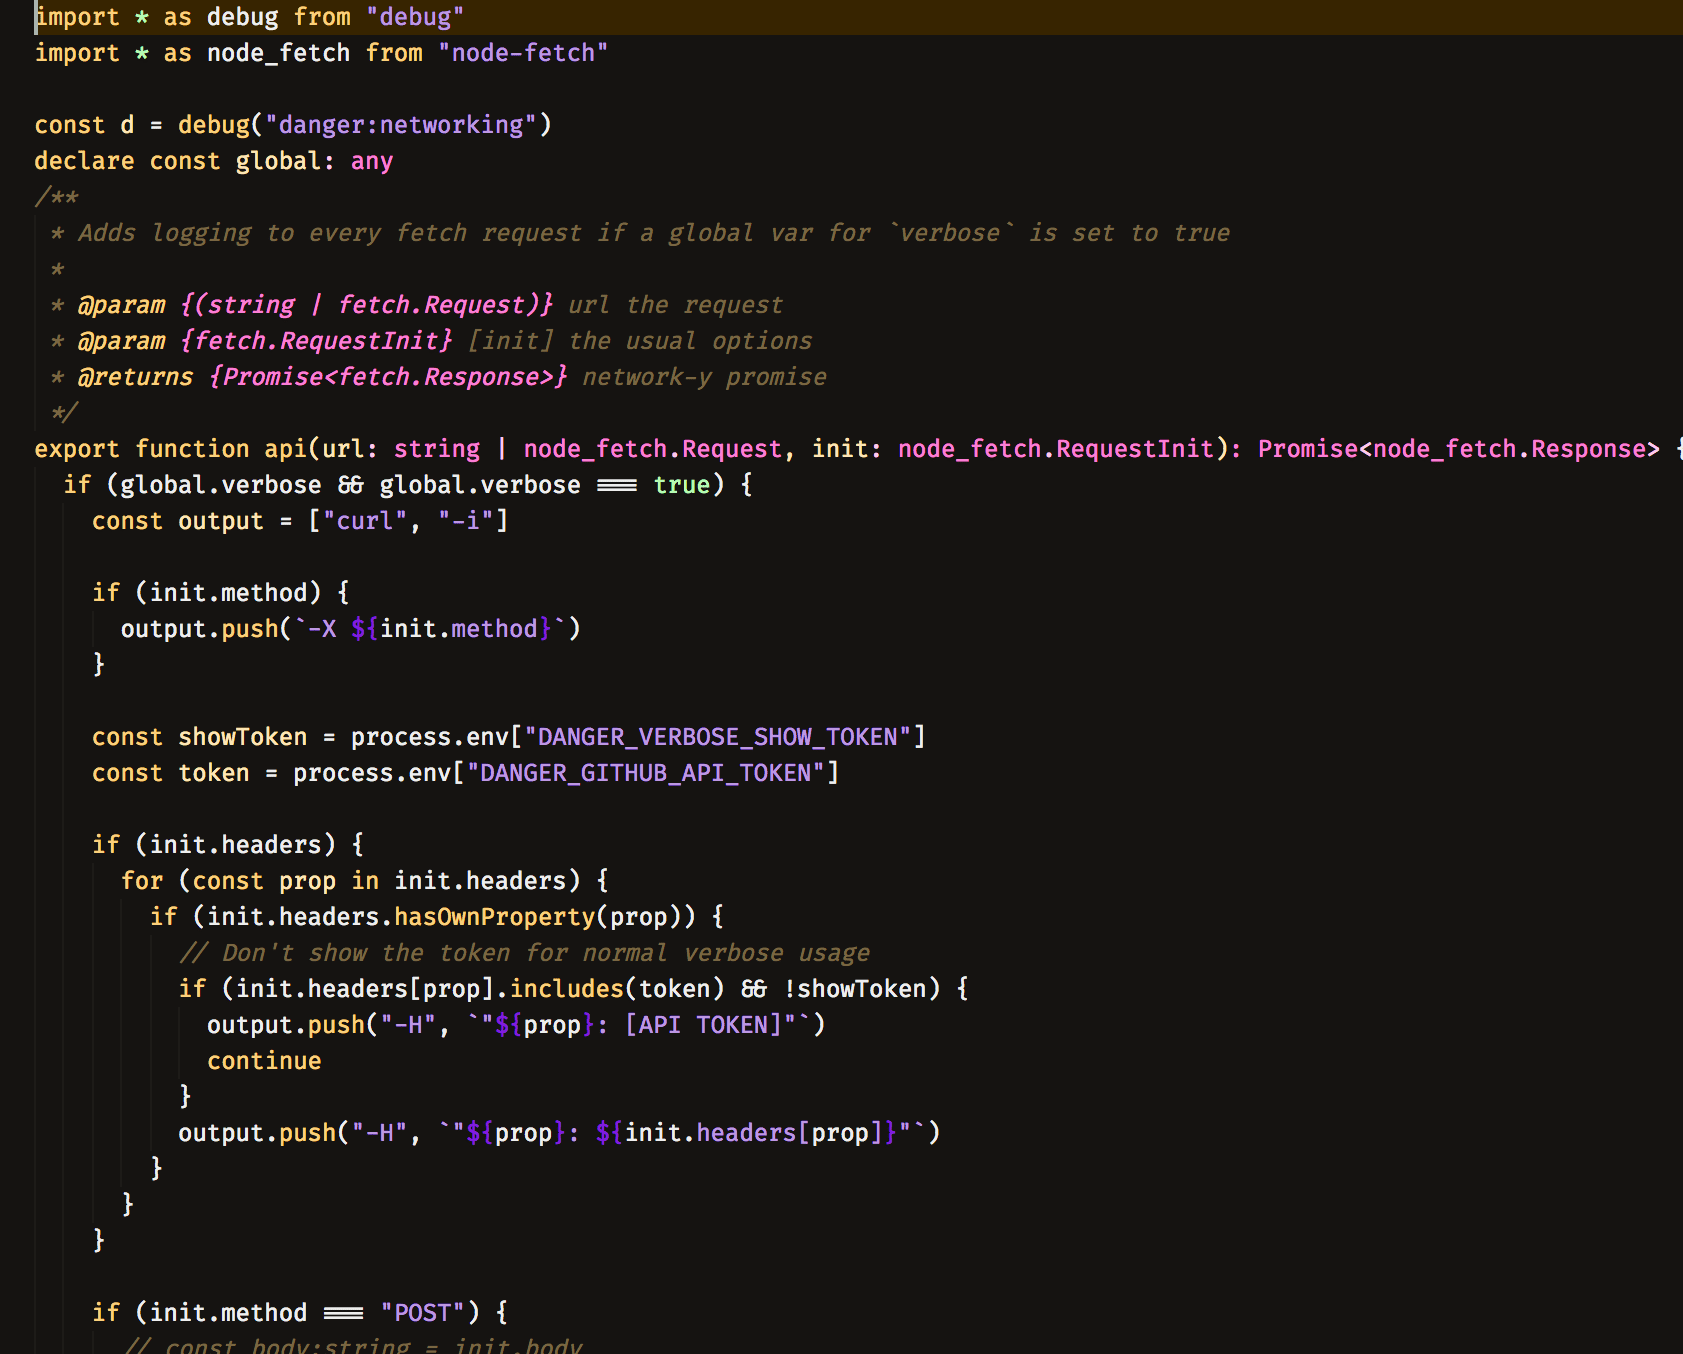 import * as debug from "debug"
import * as node_fetch from "node-fetch"

const d = debug("danger:networking")
declare const global: any
/**
 * Adds logging to every fetch request if a global var for `verbose` is set to true
 *
 * @param {(string | fetch.Request)} url the request
 * @param {fetch.RequestInit} [init] the usual options
 * @returns {Promise<fetch.Response>} network-y promise
 */
export function api(url: string | node_fetch.Request, init: node_fetch.RequestInit): Promise<node_fetch.Response> {
  if (global.verbose && global.verbose === true) {
    const output = ["curl", "-i"]

    if (init.method) {
      output.push(`-X ${init.method}`)
    }

    const showToken = process.env["DANGER_VERBOSE_SHOW_TOKEN"]
    const token = process.env["DANGER_GITHUB_API_TOKEN"]

    if (init.headers) {
      for (const prop in init.headers) {
        if (init.headers.hasOwnProperty(prop)) {
          // Don't show the token for normal verbose usage
          if (init.headers[prop].includes(token) && !showToken) {
            output.push("-H", `"${prop}: [API TOKEN]"`)
            continue
          }
          output.push("-H", `"${prop}: ${init.headers[prop]}"`)
        }
      }
    }

    if (init.method === "POST") {
      // const body:string = init.body